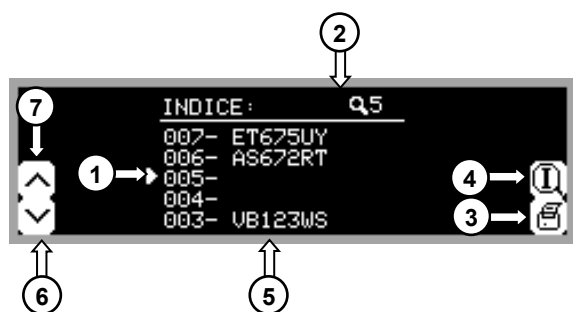 2
7
INDICE: 5
007- ET675UY
006- AS672RT
1
005-
4
I
004-
3
003- VB123WS
6
5